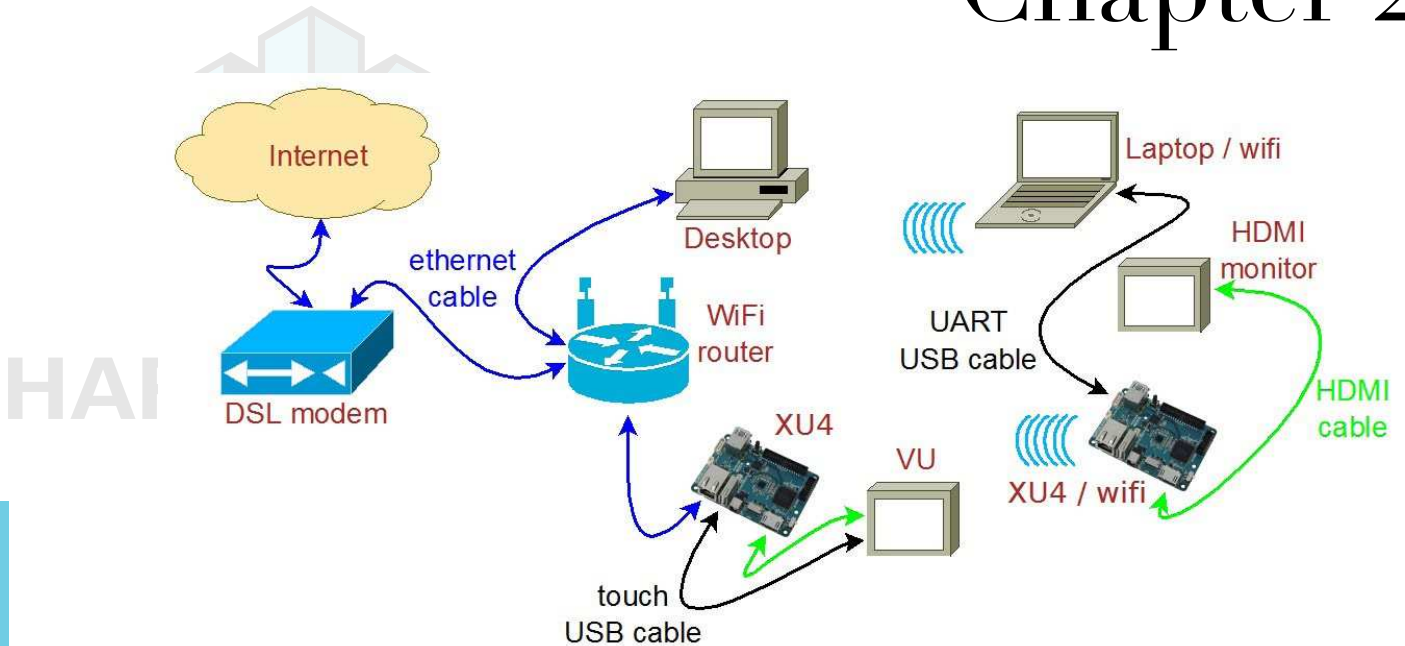 Chapter 2
Internet
Laptop / wifi
Desktop
ethernet
cable
HDMI
monitor
WiFi
router
UART
USB cable
DSL modem
HDMI
cable
XU4
VU
XU4 / wifi
touch
USB cable